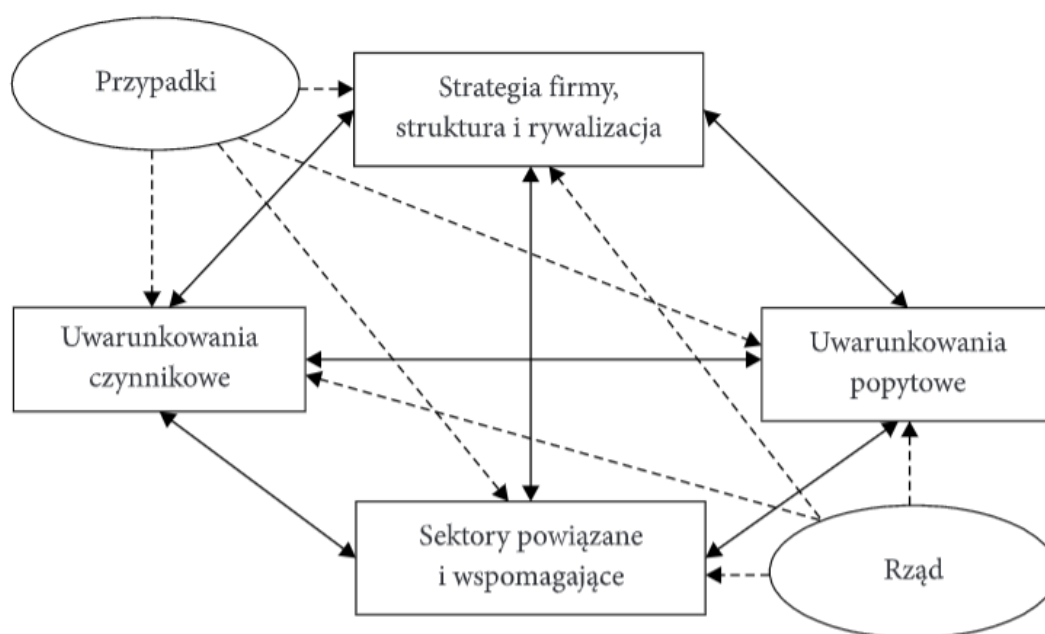 Przypadki
Strategia firmy,
struktura i rywalizacja
Uwarunkowania
czynnikowe
Uwarunkowania
popytowe
Sektory powiązane
i wspomagające
Rząd